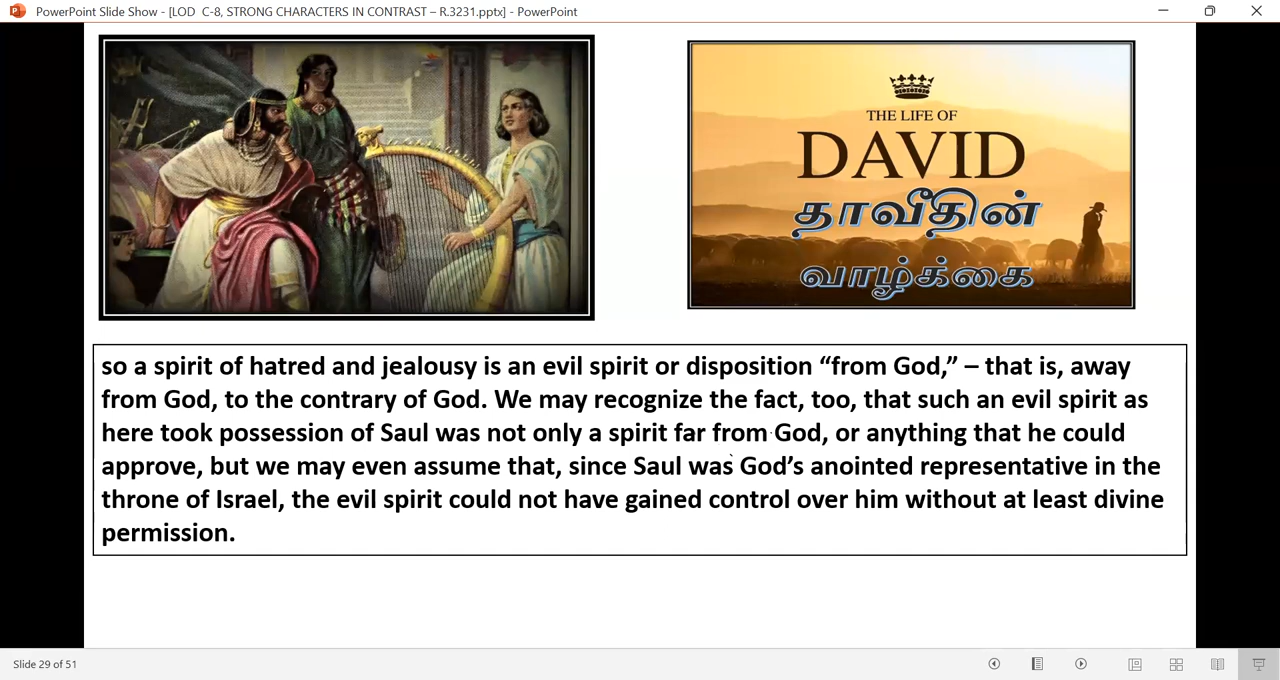 PowerPoint Slide Show - [LOD C-8, STRONG CHARACTERS IN CONTRAST – R.3231.pptx] - PowerPoint
THE LIFE OF
DAVID
தாவீதின்
வாழ்க்கை
so a spirit of hatred and jealousy is an evil spirit or disposition “from God,” – that is, away
from God, to the contrary of God. We may recognize the fact, too, that such an evil spirit as
here took possession of Saul was not only a spirit far from God, or anything that he could
approve, but we may even assume that, since Saul was God’s anointed representative in the
throne of Israel, the evil spirit could not have gained control over him without at least divine
permission.
Slide 29 of 51